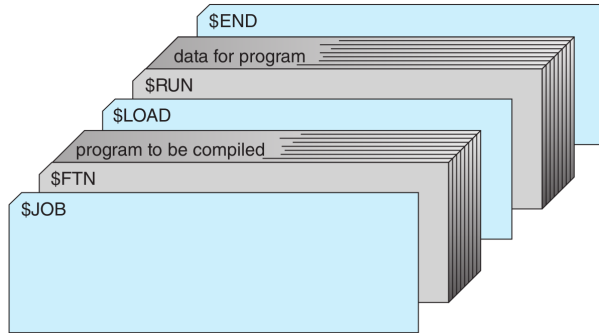 $END
data for program
$RUN
$LOAD
program to be compiled
$FTN
$JOB